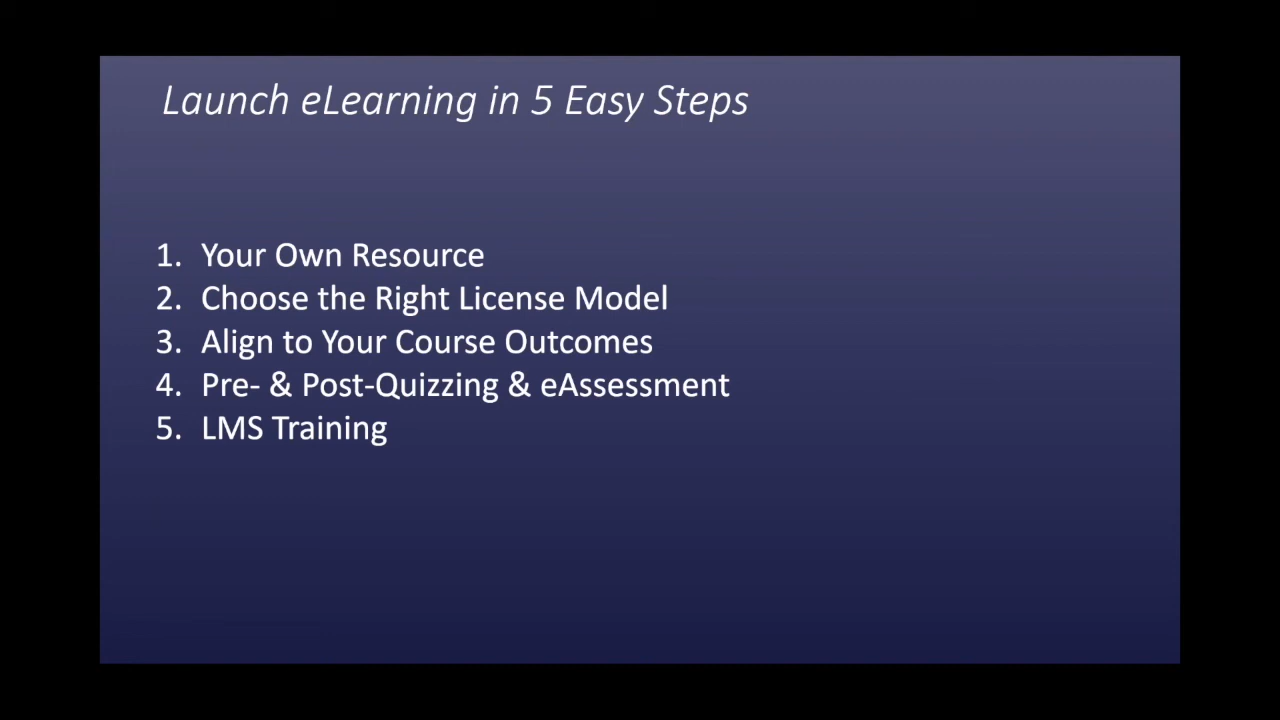 Launch eLearning in 5 Easy Steps
1. Your Own Resource
2. Choose the Right License Model
3. Align to Your Course Outcomes
4. Pre- & Post-Quizzing & eAssessment
5. LMS Training